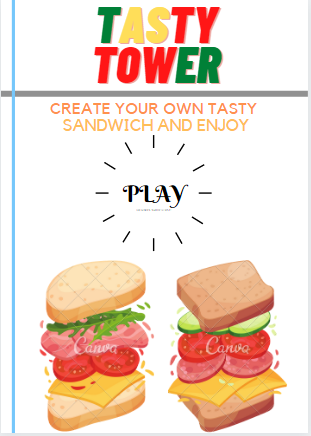 TASTY
TOWER
CREATE YOUR OWN TASTY
SANDWICH AND ENJOY
PLAY
Canva
Canva